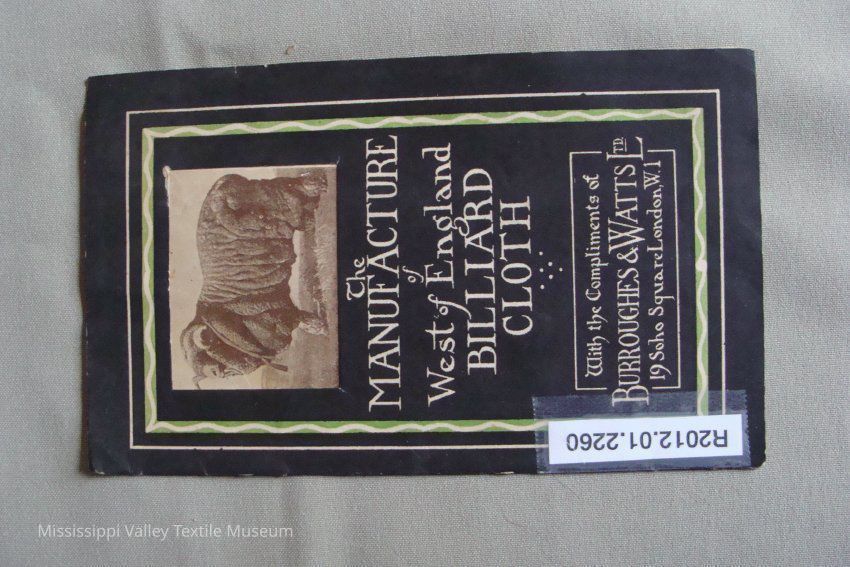 The
MANUFACTURE
of
West of England
BILLIARD
CLOTH
With the Compliments of
BURROUGHES & WATTS LTD.
19 Soho Square London, W.1
R2012.01.2260
Mississippi Valley Textile Museum